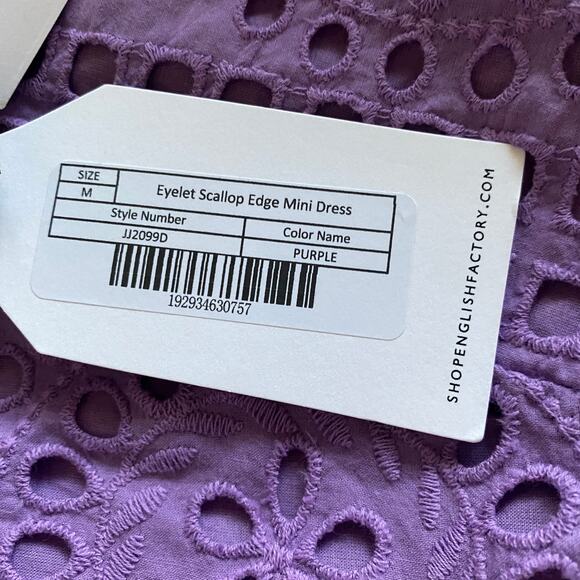 SIZE
Eyelet Scallop Edge Mini Dress
M
Style Number
Color Name
JJ2099D
PURPLE
192934630757
SHOPENGLISHFACTORY.COM